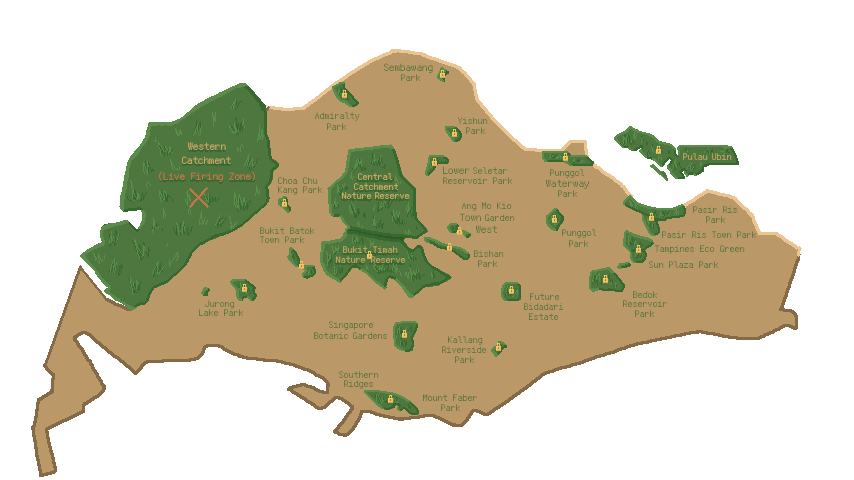 Sembawang
Park
Admiralty
Park
Yishun
Park
Western
Catchment
(Live Firing Zone)
Pulau Ubin
Lower Seletar
Reservoir Park
Punggol
Waterway
Park
Central
Catchment
Nature Reserve
Choa Chu
Kang Park
Ang Mo Kio
Town Garden
West
Pasir Ris
Park
Bukit Batok
Town Park
Punggol
Park
Pasir Ris Town Park
Bukit Timah
Nature Reserve
Bishan
Park
Tampines Eco Green
Sun Plaza Park
Jurong
Lake Park
Future
Bidadari
Estate
Bedok
Reservoir
Park
Singapore
Botanic Gardens
Kallang
Riverside
Park
Southern
Ridges
Mount Faber
Park